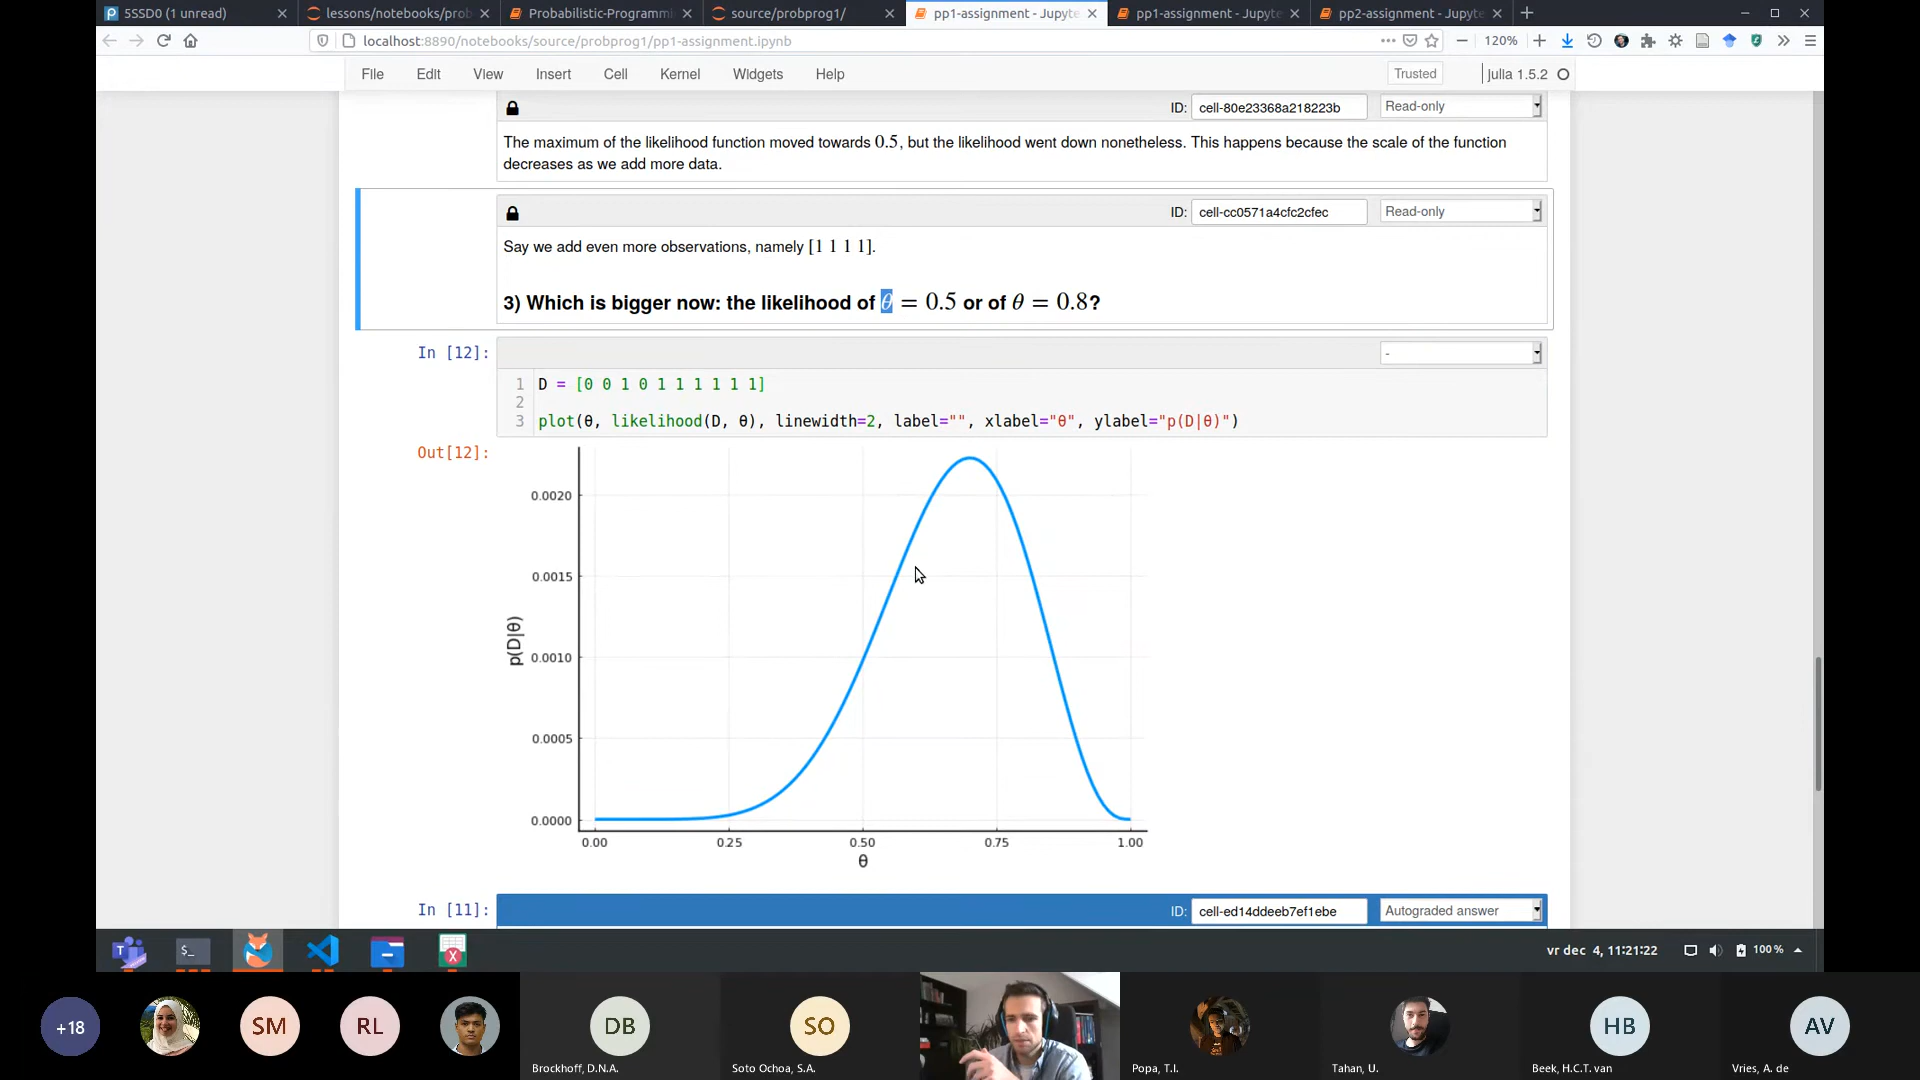 5SSD0 (1 unread)
lessons/notebooks/prob
Probabilistic-Programmi
source/probprog1/
pp1-assignment - Jupyte
pp1-assignment - Jupyte
pp2-assignment - Jupyte
localhost:8890/notebooks/source/probprog1/pp1-assignment.ipynb
120%
File Edit View Insert Cell Kernel Widgets Help
Trusted
Julia 1.5.2
ID: cell-80e23368a218223b Read-only
The maximum of the likelihood function moved towards 0.5, but the likelihood went down nonetheless. This happens because the scale of the function
decreases as we add more data.
ID: cell-cc0571a4cfc2cfec Read-only
Say we add even more observations, namely [1 1 1 1].
3) Which is bigger now: the likelihood of θ = 0.5 or of θ = 0.8?
In [12]:
-
1 D = [0 0 1 0 1 1 1 1 1 1]
2
3 plot(θ, likelihood(D, θ), linewidth=2, label="", xlabel="θ", ylabel="p(D|θ)")
Out[12]:
0.0020
0.0015
0.0010
0.0005
0.0000
p(D|θ)
0.00 0.25 0.50 0.75 1.00
θ
In [11]:
ID: cell-ed14ddeeb7ef1ebe Autograded answer
vr dec 4, 11:21:22
100 %
+18
SM
RL
DB
Brockhoff, D.N.A.
SO
Soto Ochoa, S.A.
Popa, T.I.
Tahan, U.
HB
Beek, H.C.T. van
AV
Vries, A. de